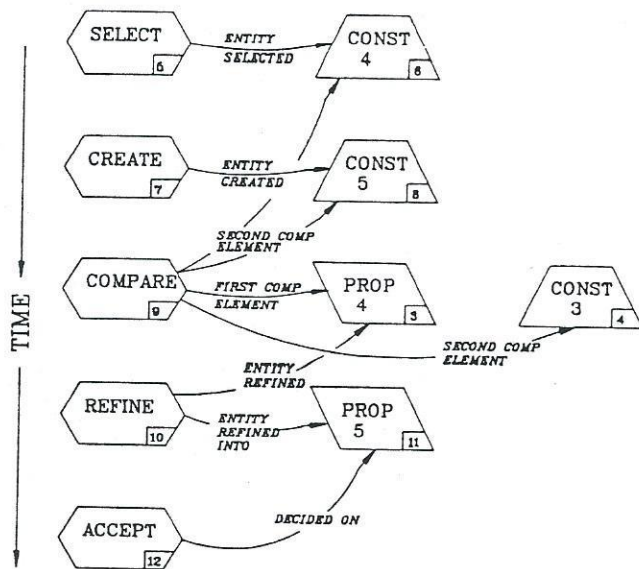 SELECT
6
ENTITY
SELECTED
CONST
4
6
CREATE
7
ENTITY
CREATED
CONST
5
8
SECOND COMP
ELEMENT
COMPARE
9
FIRST COMP
ELEMENT
PROP
4
3
CONST
3
4
SECOND COMP
ELEMENT
TIME
ENTITY
REFINED
REFINE
10
ENTITY
REFINED
INTO
PROP
5
11
DECIDED ON
ACCEPT
12